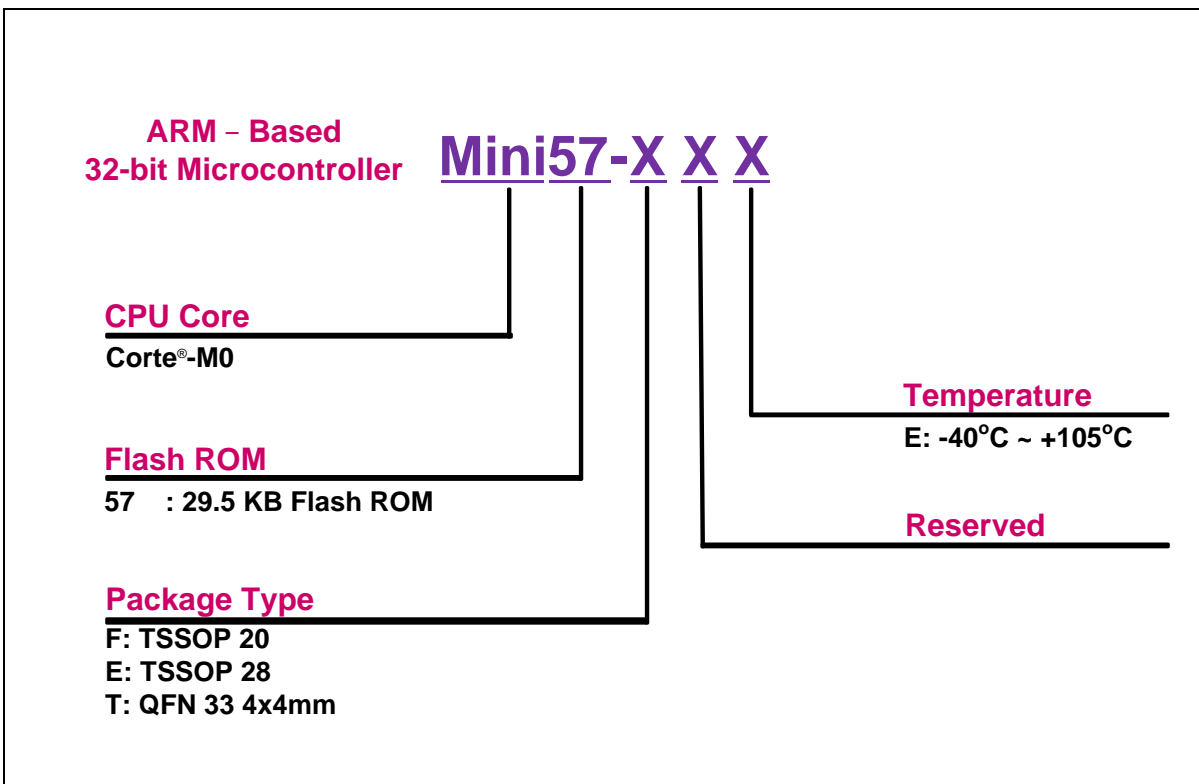 ARM – Based
32-bit Microcontroller
Mini57-X X X
CPU Core
Corte®-M0
Temperature
E: -40°C ~ +105°C
Flash ROM
57 : 29.5 KB Flash ROM
Reserved
Package Type
F: TSSOP 20
E: TSSOP 28
T: QFN 33 4x4mm